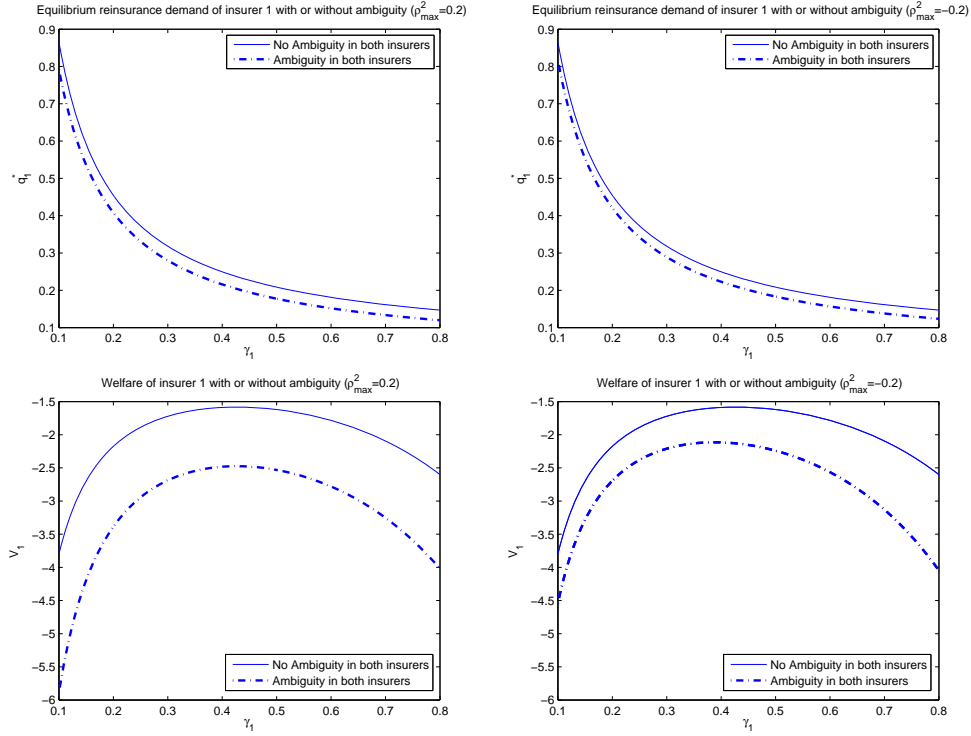 Equilibrium reinsurance demand of insurer 1 with or without ambiguity (ρ²max=0.2)
0.9
0.8
0.7
0.6
0.5
0.4
0.3
0.2
0.1
q₁*
No Ambiguity in both insurers
Ambiguity in both insurers
0.1 0.2 0.3 0.4 0.5 0.6 0.7 0.8
γ₁
Equilibrium reinsurance demand of insurer 1 with or without ambiguity (ρ²max=−0.2)
0.9
0.8
0.7
0.6
0.5
0.4
0.3
0.2
0.1
q₁*
No Ambiguity in both insurers
Ambiguity in both insurers
0.1 0.2 0.3 0.4 0.5 0.6 0.7 0.8
γ₁
Welfare of insurer 1 with or without ambiguity (ρ²max=0.2)
−1.5
−2
−2.5
−3
−3.5
−4
−4.5
−5
−5.5
−6
V₁
No Ambiguity in both insurers
Ambiguity in both insurers
0.1 0.2 0.3 0.4 0.5 0.6 0.7 0.8
γ₁
Welfare of insurer 1 with or without ambiguity (ρ²max=−0.2)
−1.5
−2
−2.5
−3
−3.5
−4
−4.5
−5
−5.5
−6
V₁
No Ambiguity in both insurers
Ambiguity in both insurers
0.1 0.2 0.3 0.4 0.5 0.6 0.7 0.8
γ₁